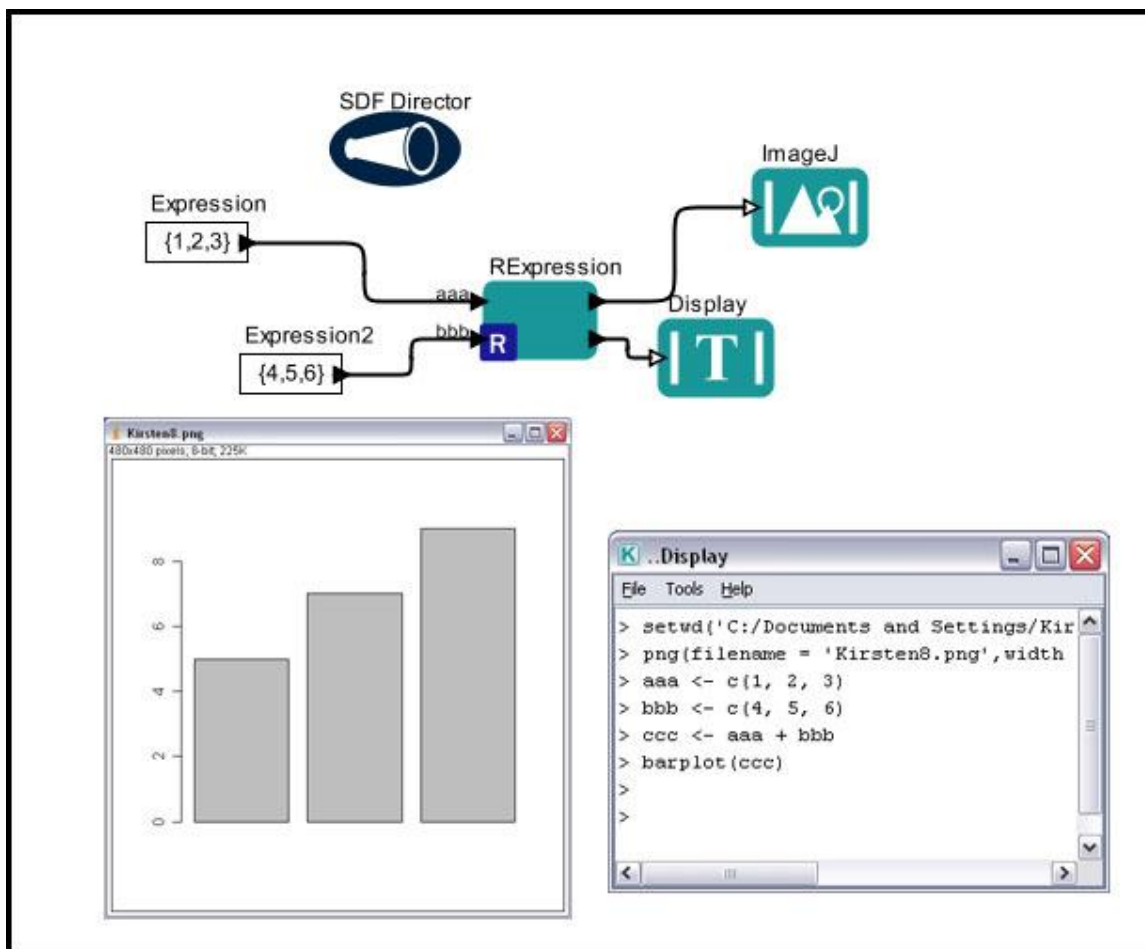 SDF Director
ImageJ
Expression
{1,2,3}
RExpression
aaa
Display
bbb
R
Expression2
{4,5,6}
T
Kirsten8.png
480x480 pixels; 8-bit; 225K
8
6
4
2
0
K ..Display
File Tools Help
> setwd('C:/Documents and Settings/Kir
> png(filename = 'Kirsten8.png',width
> aaa <- c(1, 2, 3)
> bbb <- c(4, 5, 6)
> ccc <- aaa + bbb
> barplot(ccc)
>
>